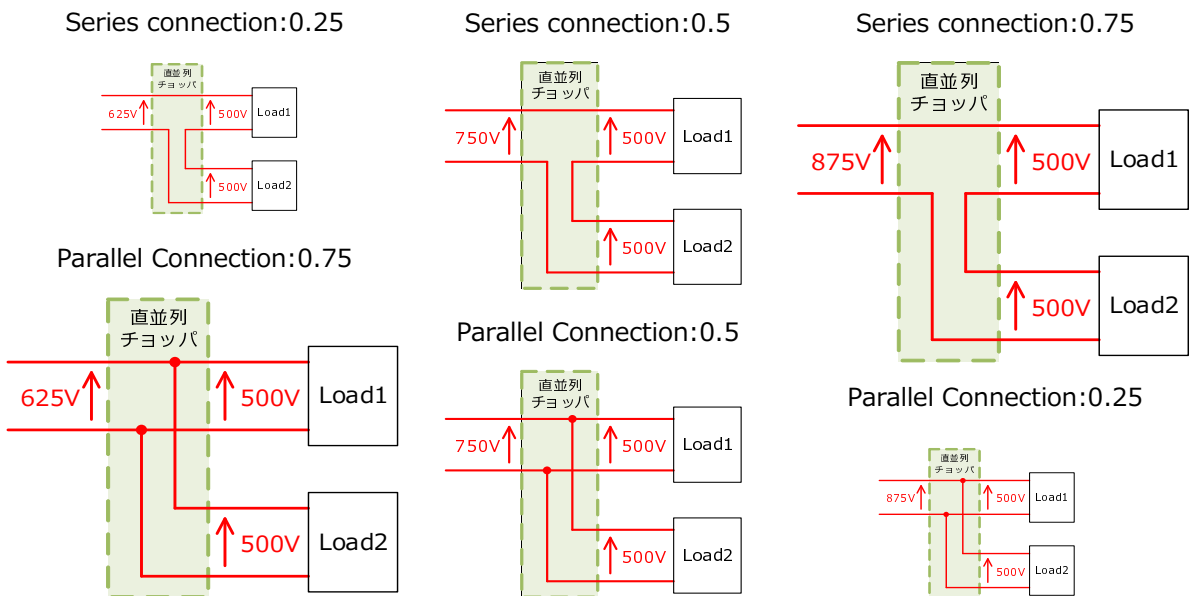 Series connection:0.25
直並列
チョッパ
625V
500V
Load1
500V
Load2
Parallel Connection:0.75
直並列
チョッパ
625V
500V
Load1
500V
Load2
Series connection:0.5
直並列
チョッパ
750V
500V
Load1
500V
Load2
Parallel Connection:0.5
直並列
チョッパ
750V
500V
Load1
500V
Load2
Series connection:0.75
直並列
チョッパ
875V
500V
Load1
500V
Load2
Parallel Connection:0.25
直並列
チョッパ
875V
500V
Load1
500V
Load2